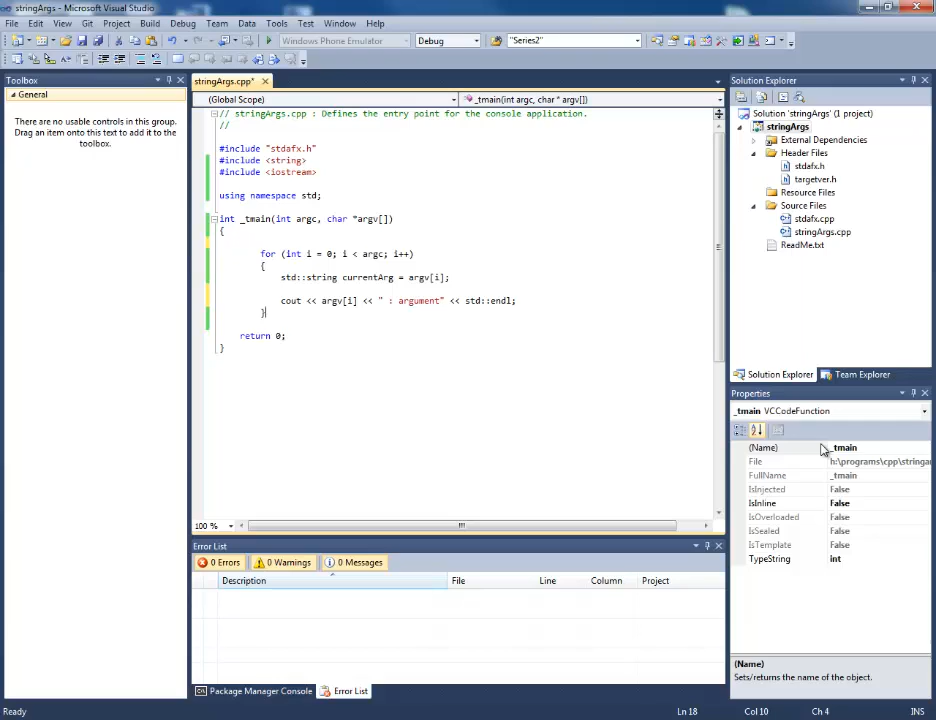 stringArgs - Microsoft Visual Studio
File Edit View Git Project Build Debug Team Data Tools Test Window Help
Windows Phone Emulator Debug "Series2"
Toolbox
General
There are no usable controls in this group.
Drag an item onto this text to add it to the
toolbox.
stringArgs.cpp*
(Global Scope) _tmain(int argc, char * argv[])
// stringArgs.cpp : Defines the entry point for the console application.
//
#include "stdafx.h"
#include <string>
#include <iostream>
using namespace std;
int _tmain(int argc, char *argv[])
{
for (int i = 0; i < argc; i++)
{
std::string currentArg = argv[i];
cout << argv[i] << " : argument" << std::endl;
}
return 0;
}
100 %
Error List
0 Errors 0 Warnings 0 Messages
Description File Line Column Project
Package Manager Console Error List
Solution Explorer
Solution 'stringArgs' (1 project)
stringArgs
External Dependencies
Header Files
stdafx.h
targetver.h
Resource Files
Source Files
stdafx.cpp
stringArgs.cpp
ReadMe.txt
Solution Explorer Team Explorer
Properties
_tmain VCCodeFunction
(Name) _tmain
File h:\programs\cpp\stringar
FullName _tmain
IsInjected False
IsInline False
IsOverloaded False
IsSealed False
IsTemplate False
TypeString int
(Name)
Sets/returns the name of the object.
Ready Ln 18 Col 10 Ch 4 INS